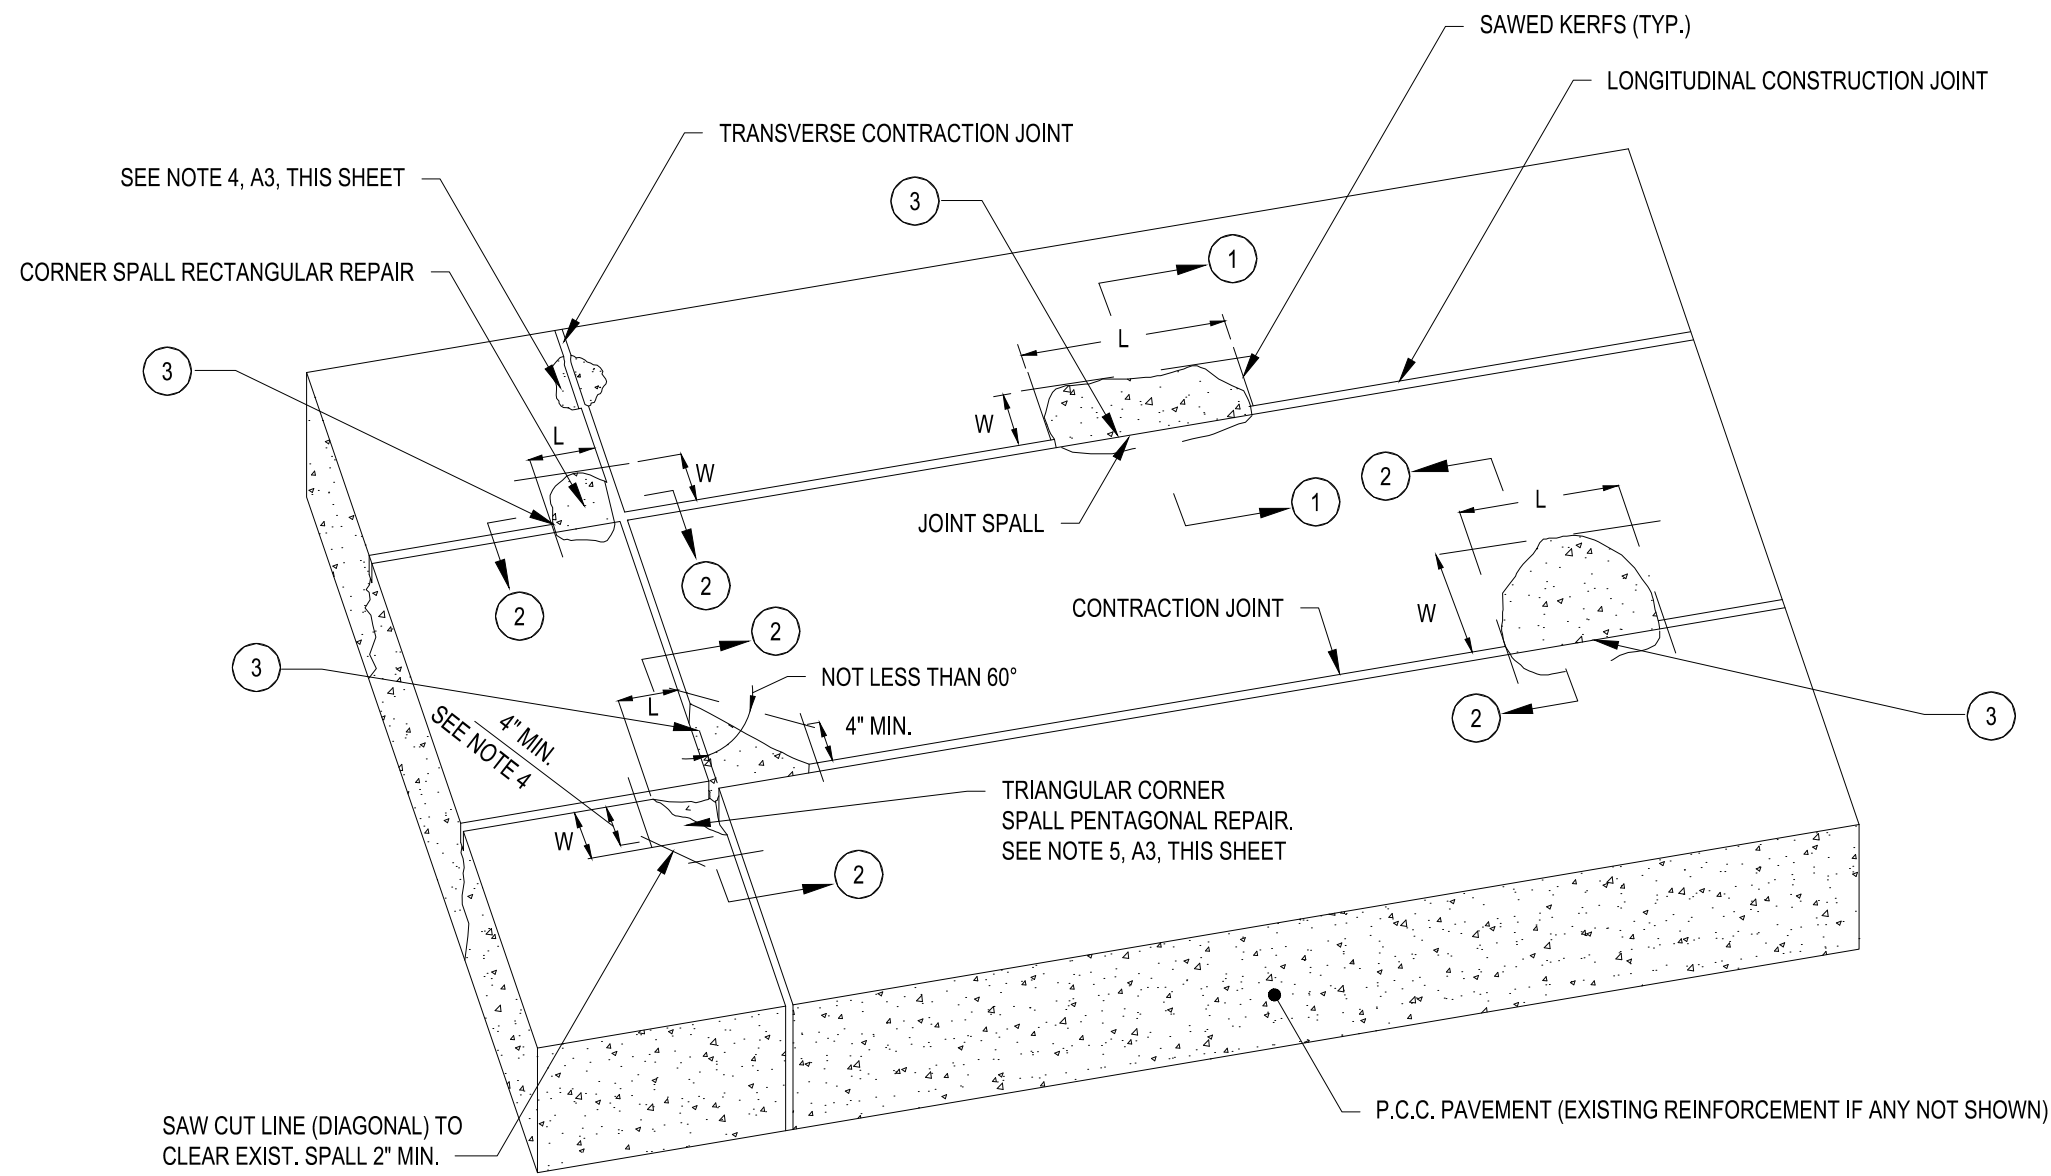 SAWED KERFS (TYP.)
LONGITUDINAL CONSTRUCTION JOINT
TRANSVERSE CONTRACTION JOINT
SEE NOTE 4, A3, THIS SHEET
3
1
CORNER SPALL RECTANGULAR REPAIR
L
3
W
L
W
2
L
1
JOINT SPALL
2
2
W
CONTRACTION JOINT
2
3
NOT LESS THAN 60°
L
4" MIN.
SEE NOTE 4
4" MIN.
2
3
TRIANGULAR CORNER
SPALL PENTAGONAL REPAIR.
SEE NOTE 5, A3, THIS SHEET
W
2
P.C.C. PAVEMENT (EXISTING REINFORCEMENT IF ANY NOT SHOWN)
SAW CUT LINE (DIAGONAL) TO
CLEAR EXIST. SPALL 2" MIN.